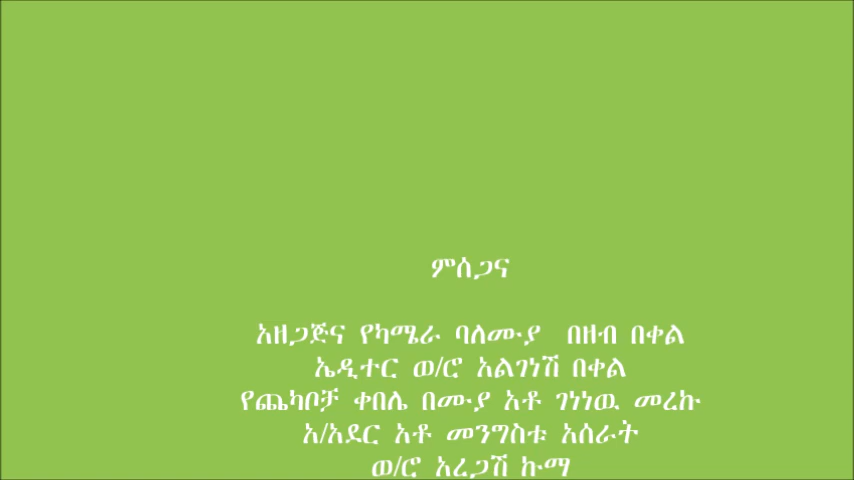 ምሰጋና
አዘጋጅና የካሜራ ባለሙያ በዘብ በቀል
ኤዲተር ወ/ሮ አልገነሽ በቀል
የጨካቦቻ ቀበሌ በሙያ አቶ ገነነዉ መረኩ
አ/አደር አቶ መንግስቱ አሰራት
ወ/ሮ አረጋሽ ኩማ